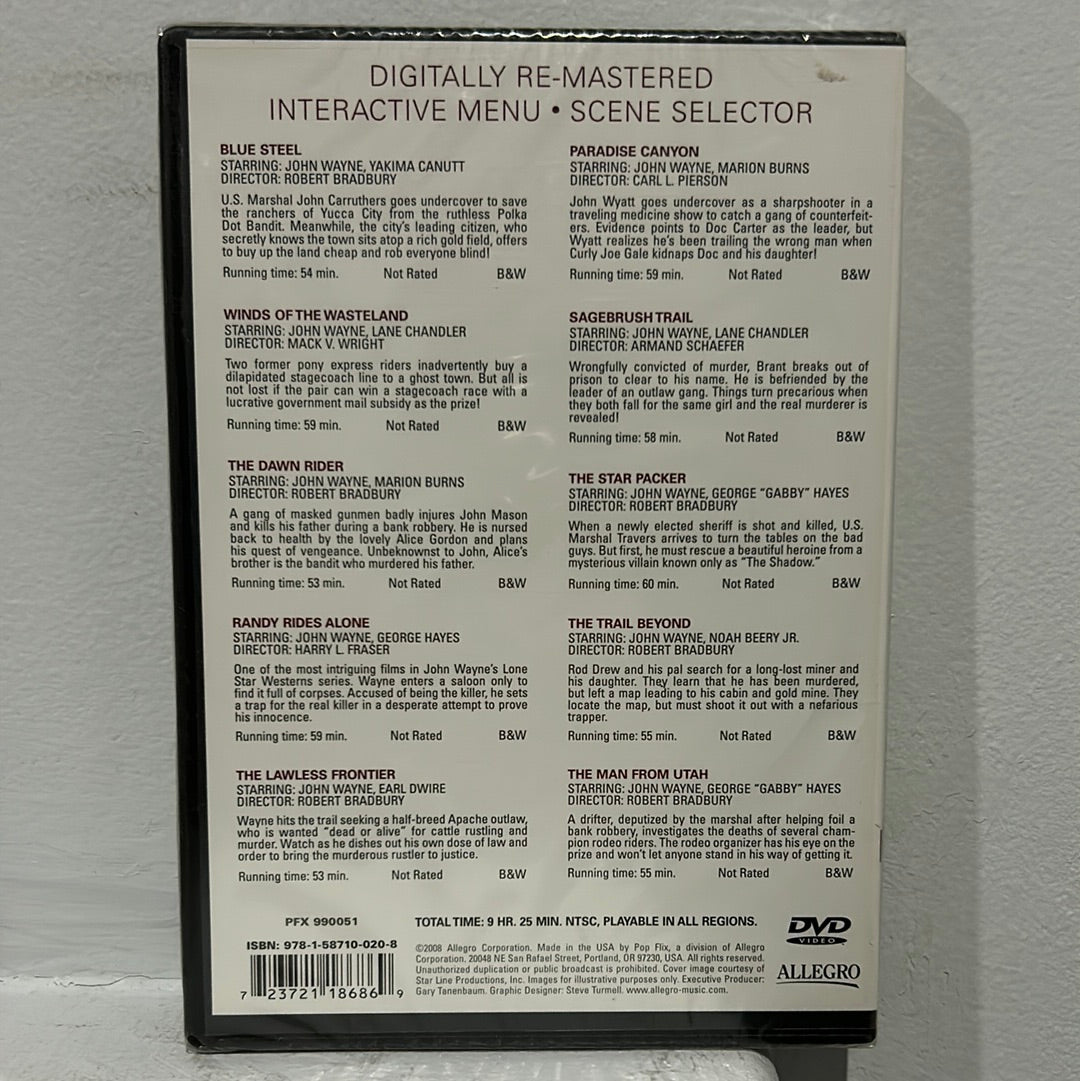 DIGITALLY RE-MASTERED
INTERACTIVE MENU • SCENE SELECTOR
BLUE STEEL
STARRING: JOHN WAYNE, YAKIMA CANUTT
DIRECTOR: ROBERT BRADBURY
U.S. Marshal John Carruthers goes undercover to save
the ranchers of Yucca City from the ruthless Polka
Dot Bandit. Meanwhile, the city's leading citizen, who
secretly knows the town sits atop a rich gold field, offers
to buy up the land cheap and rob everyone blind!
Running time: 54 min. Not Rated B&W
WINDS OF THE WASTELAND
STARRING: JOHN WAYNE, LANE CHANDLER
DIRECTOR: MACK V. WRIGHT
Two former pony express riders inadvertently buy a
dilapidated stagecoach line to a ghost town. But all is
not lost if the pair can win a stagecoach race with a
lucrative government mail subsidy as the prize!
Running time: 59 min. Not Rated B&W
THE DAWN RIDER
STARRING: JOHN WAYNE, MARION BURNS
DIRECTOR: ROBERT BRADBURY
A gang of masked gunmen badly injures John Mason
and kills his father during a bank robbery. He is nursed
back to health by the lovely Alice Gordon and plans
his quest of vengeance. Unbeknownst to John, Alice's
brother is the bandit who murdered his father.
Running time: 53 min. Not Rated B&W
RANDY RIDES ALONE
STARRING: JOHN WAYNE, GEORGE HAYES
DIRECTOR: HARRY L. FRASER
One of the most intriguing films in John Wayne's Lone
Star Westerns series. Wayne enters a saloon only to
find it full of corpses. Accused of being the killer, he sets
a trap for the real killer in a desperate attempt to prove
his innocence.
Running time: 59 min. Not Rated B&W
THE LAWLESS FRONTIER
STARRING: JOHN WAYNE, EARL DWIRE
DIRECTOR: ROBERT BRADBURY
Wayne hits the trail seeking a half-breed Apache outlaw,
who is wanted "dead or alive" for cattle rustling and
murder. Watch as he dishes out his own dose of law and
order to bring the murderous rustler to justice.
Running time: 53 min. Not Rated B&W
PARADISE CANYON
STARRING: JOHN WAYNE, MARION BURNS
DIRECTOR: CARL L. PIERSON
John Wyatt goes undercover as a sharpshooter in a
traveling medicine show to catch a gang of counterfeit-
ers. Evidence points to Doc Carter as the leader, but
Wyatt realizes he's been trailing the wrong man when
Curly Joe Gale kidnaps Doc and his daughter!
Running time: 59 min. Not Rated B&W
SAGEBRUSH TRAIL
STARRING: JOHN WAYNE, LANE CHANDLER
DIRECTOR: ARMAND SCHAEFER
Wrongfully convicted of murder, Brant breaks out of
prison to clear to his name. He is befriended by the
leader of an outlaw gang. Things turn precarious when
they both fall for the same girl and the real murderer is
revealed!
Running time: 58 min. Not Rated B&W
THE STAR PACKER
STARRING: JOHN WAYNE, GEORGE "GABBY" HAYES
DIRECTOR: ROBERT BRADBURY
When a newly elected sheriff is shot and killed, U.S.
Marshal Travers arrives to turn the tables on the bad
guys. But first, he must rescue a beautiful heroine from a
mysterious villain known only as "The Shadow."
Running time: 60 min. Not Rated B&W
THE TRAIL BEYOND
STARRING: JOHN WAYNE, NOAH BEERY JR.
DIRECTOR: ROBERT BRADBURY
Rod Drew and his pal search for a long-lost miner and
his daughter. They learn that he has been murdered,
but left a map leading to his cabin and gold mine. They
locate the map, but must shoot it out with a nefarious
trapper.
Running time: 55 min. Not Rated B&W
THE MAN FROM UTAH
STARRING: JOHN WAYNE, GEORGE "GABBY" HAYES
DIRECTOR: ROBERT BRADBURY
A drifter, deputized by the marshal after helping foil a
bank robbery, investigates the deaths of several cham-
pion rodeo riders. The rodeo organizer has his eye on the
prize and won't let anyone stand in his way of getting it.
Running time: 55 min. Not Rated B&W
PFX 990051
ISBN: 978-1-58710-020-8
7 23721 18686 9
TOTAL TIME: 9 HR. 25 MIN. NTSC, PLAYABLE IN ALL REGIONS.
©2008 Allegro Corporation. Made in the USA by Pop Flix, a division of Allegro
Corporation. 20048 NE San Rafael Street, Portland, OR 97230, USA. All rights reserved.
Unauthorized duplication or public broadcast is prohibited. Cover image courtesy of
Star Line Productions, Inc. Images for illustrative purposes only. Executive Producer:
Gary Tanenbaum. Graphic Designer: Steve Turmell. www.allegro-music.com.
DVD
VIDEO
ALLEGRO